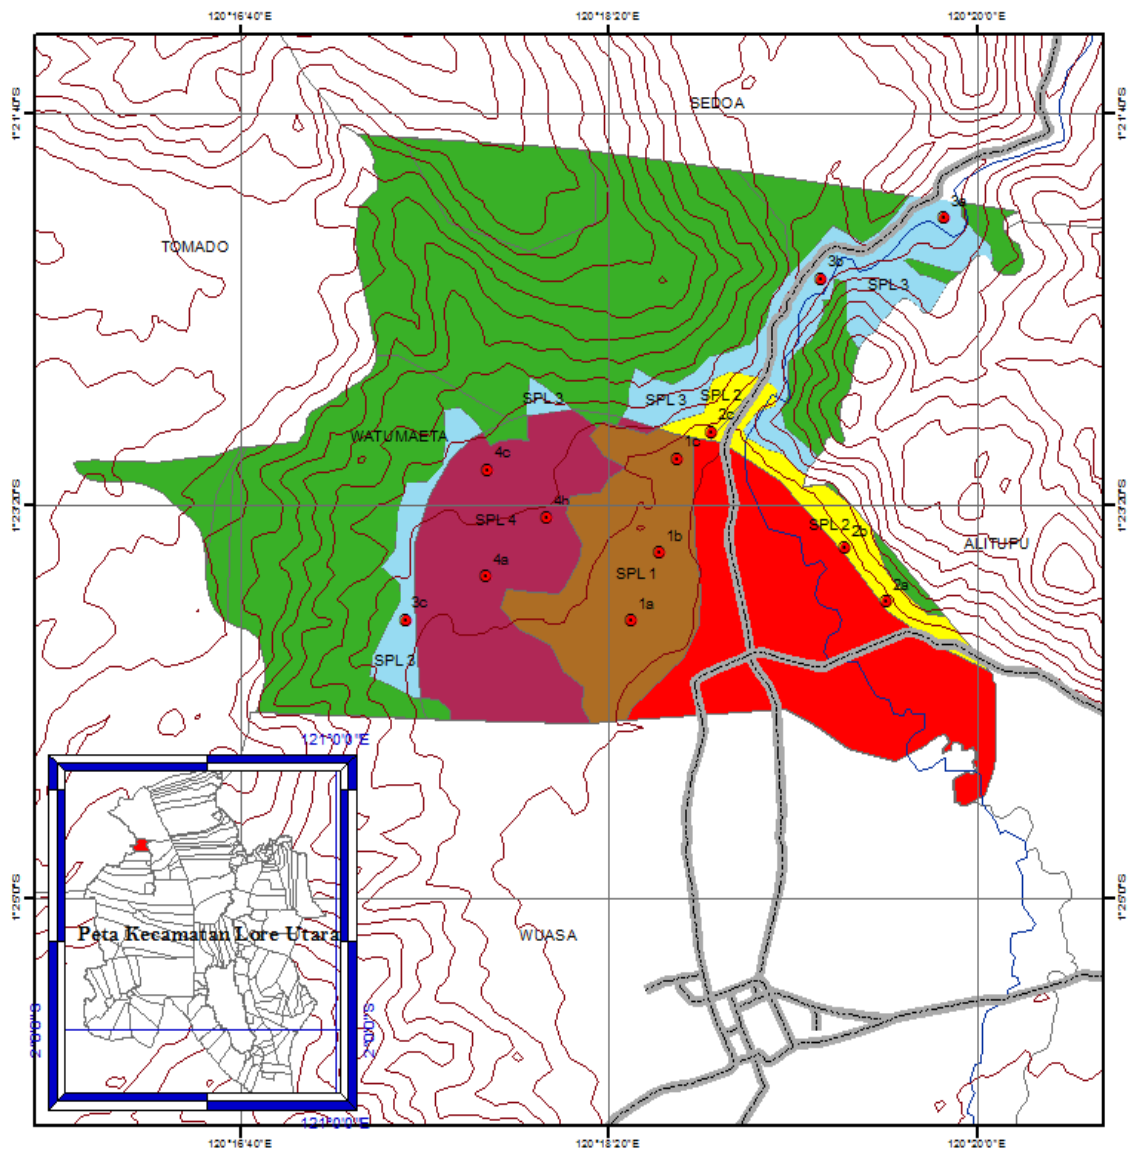 120°16'40"E 120°18'20"E 120°20'0"E
SEDOA
1°21'40"S 1°21'40"S
3a
TOMADO
3b
SPL 3
SPL 3 SPL 3 SPL 2
2c
WATUMAETA
1c
4c
4b
1°23'20"S 1°23'20"S
SPL 4 SPL 2
2b
1b ALITUPU
4a
SPL 1
2a
3c 1a
SPL 3
121°0'0"E
1°25'0"S 1°25'0"S
Peta Kecamatan Lore Utara
WUASA
2°0'0"S 2°0'0"S
121°0'0"E
120°16'40"E 120°18'20"E 120°20'0"E